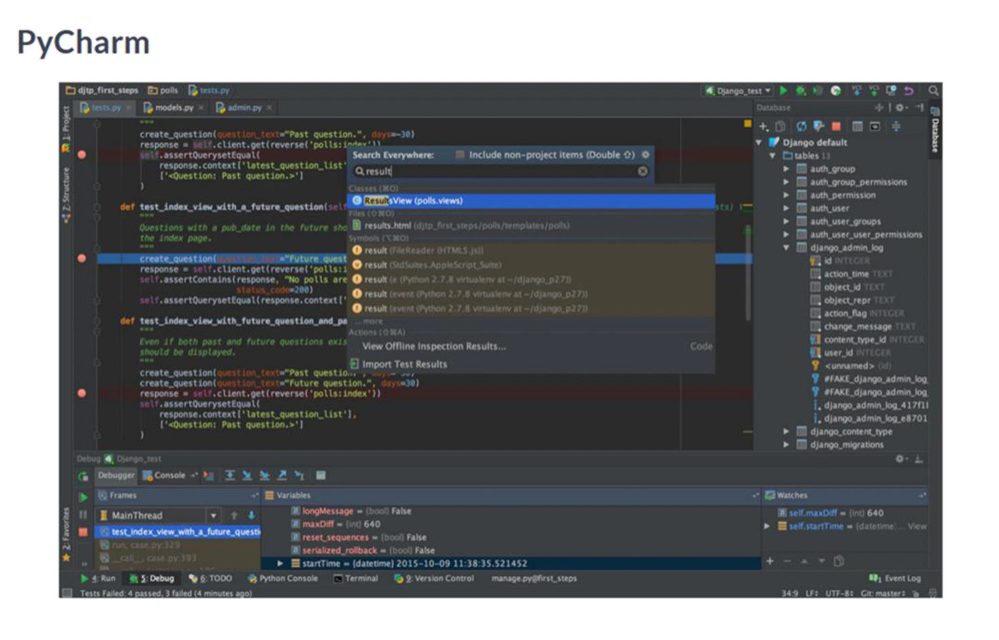 PyCharm
djtp_first_steps polls tests.py
Django_test
tests.py models.py admin.py
Database
1: Project
Z: Structure
2: Favorites
"""
create_question(question_text="Past question.", days=-30)
response = self.client.get(reverse('polls:index'))
self.assertQuerysetEqual(
response.context['latest_question_list'
['<Question: Past question.>']
)
def test_index_view_with_a_future_question(self
"""
Questions with a pub_date in the future sho
the index page.
"""
create_question(question_text="Future quest
response = self.client.get(reverse('polls:i
self.assertContains(response, "No polls are
status_code=200)
self.assertQuerysetEqual(response.context['
def test_index_view_with_future_question_and_pa
"""
Even if both past and future questions exis
should be displayed.
"""
create_question(question_text="Past question.", days=-30)
create_question(question_text="Future question.", days=30)
response = self.client.get(reverse('polls:index'))
self.assertQuerysetEqual(
response.context['latest_question_list'],
['<Question: Past question.>']
)
Search Everywhere: Include non-project items (Double ⇧)
result
Classes (⌘O)
ResultsView (polls.views)
Files (⇧⌘O)
results.html (djtp_first_steps/polls/templates/polls)
Symbols (⌥⌘O)
result (FileReader (HTML5.js))
result (StdSuites.AppleScript_Suite)
result (e (Python 2.7.8 virtualenv at ~/django_p27))
result (event (Python 2.7.8 virtualenv at ~/django_p27))
result (event (Python 2.7.8 virtualenv at ~/django_p27))
... more
Actions (⇧⌘A)
View Offline Inspection Results... Code
Import Test Results
Database
Django default
tables 13
auth_group
auth_group_permissions
auth_permission
auth_user
auth_user_groups
auth_user_user_permissions
django_admin_log
id INTEGER
action_time TEXT
object_id TEXT
object_repr TEXT
action_flag INTEGER
change_message TEXT
content_type_id INTEGER
user_id INTEGER
<unnamed> (id)
#FAKE_django_admin_log
#FAKE_django_admin_log
django_admin_log_417f1
django_admin_log_e8701
django_content_type
django_migrations
Debug Django_test
Debugger Console
Frames
MainThread
test_index_view_with_a_future_questi
run, case.py:329
__call__, case.py:393
Variables
longMessage = {bool} False
maxDiff = {int} 640
reset_sequences = {bool} False
serialized_rollback = {bool} False
startTime = {datetime} 2015-10-09 11:38:35.521452
Watches
self.maxDiff = {int} 640
self.startTime = {datetime}... View
4: Run 5: Debug 6: TODO Python Console Terminal 9: Version Control manage.py@first_steps 1 Event Log
Tests Failed: 4 passed, 3 failed (4 minutes ago) 34:9 LF UTF-8 Git: master